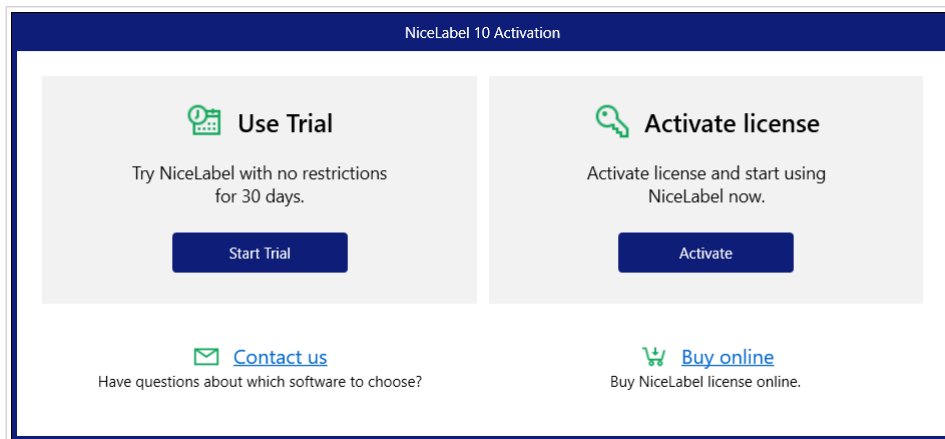 NiceLabel 10 Activation
Use Trial
Try NiceLabel with no restrictions
for 30 days.
Start Trial
Activate license
Activate license and start using
NiceLabel now.
Activate
Contact us
Have questions about which software to choose?
Buy online
Buy NiceLabel license online.